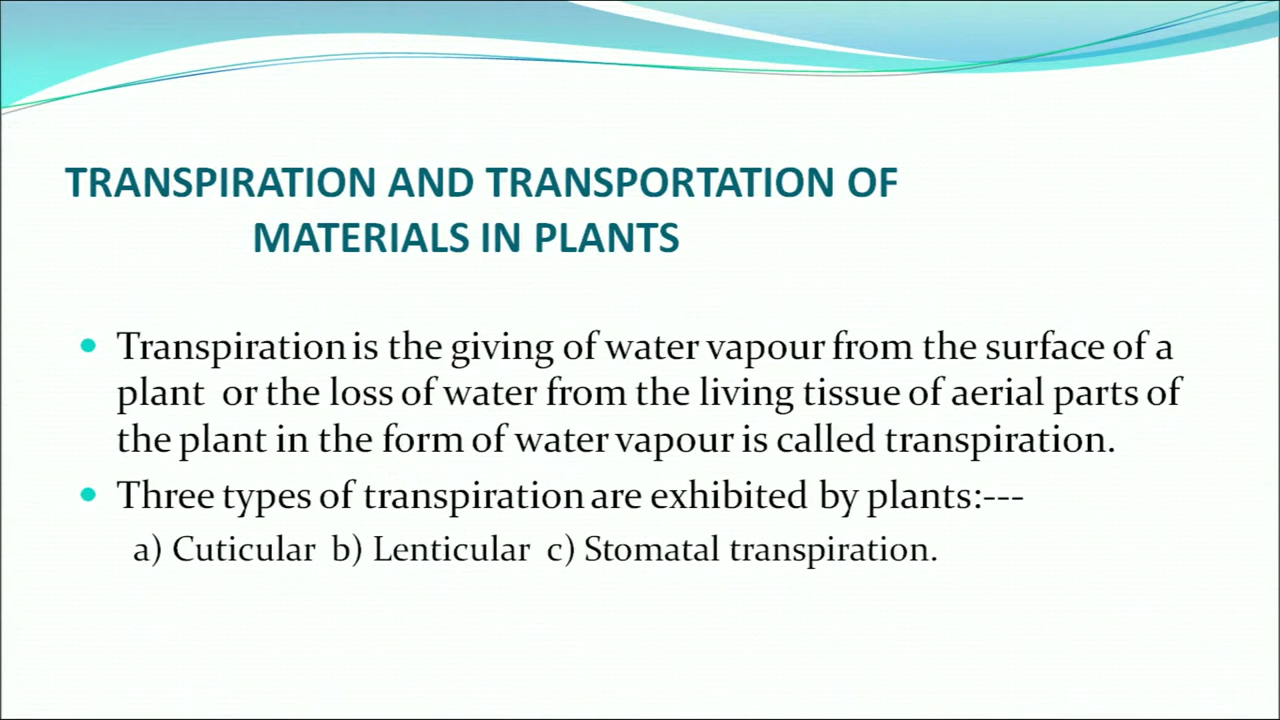 TRANSPIRATION AND TRANSPORTATION OF
MATERIALS IN PLANTS
• Transpiration is the giving of water vapour from the surface of a
plant or the loss of water from the living tissue of aerial parts of
the plant in the form of water vapour is called transpiration.
• Three types of transpiration are exhibited by plants:---
a) Cuticular b) Lenticular c) Stomatal transpiration.